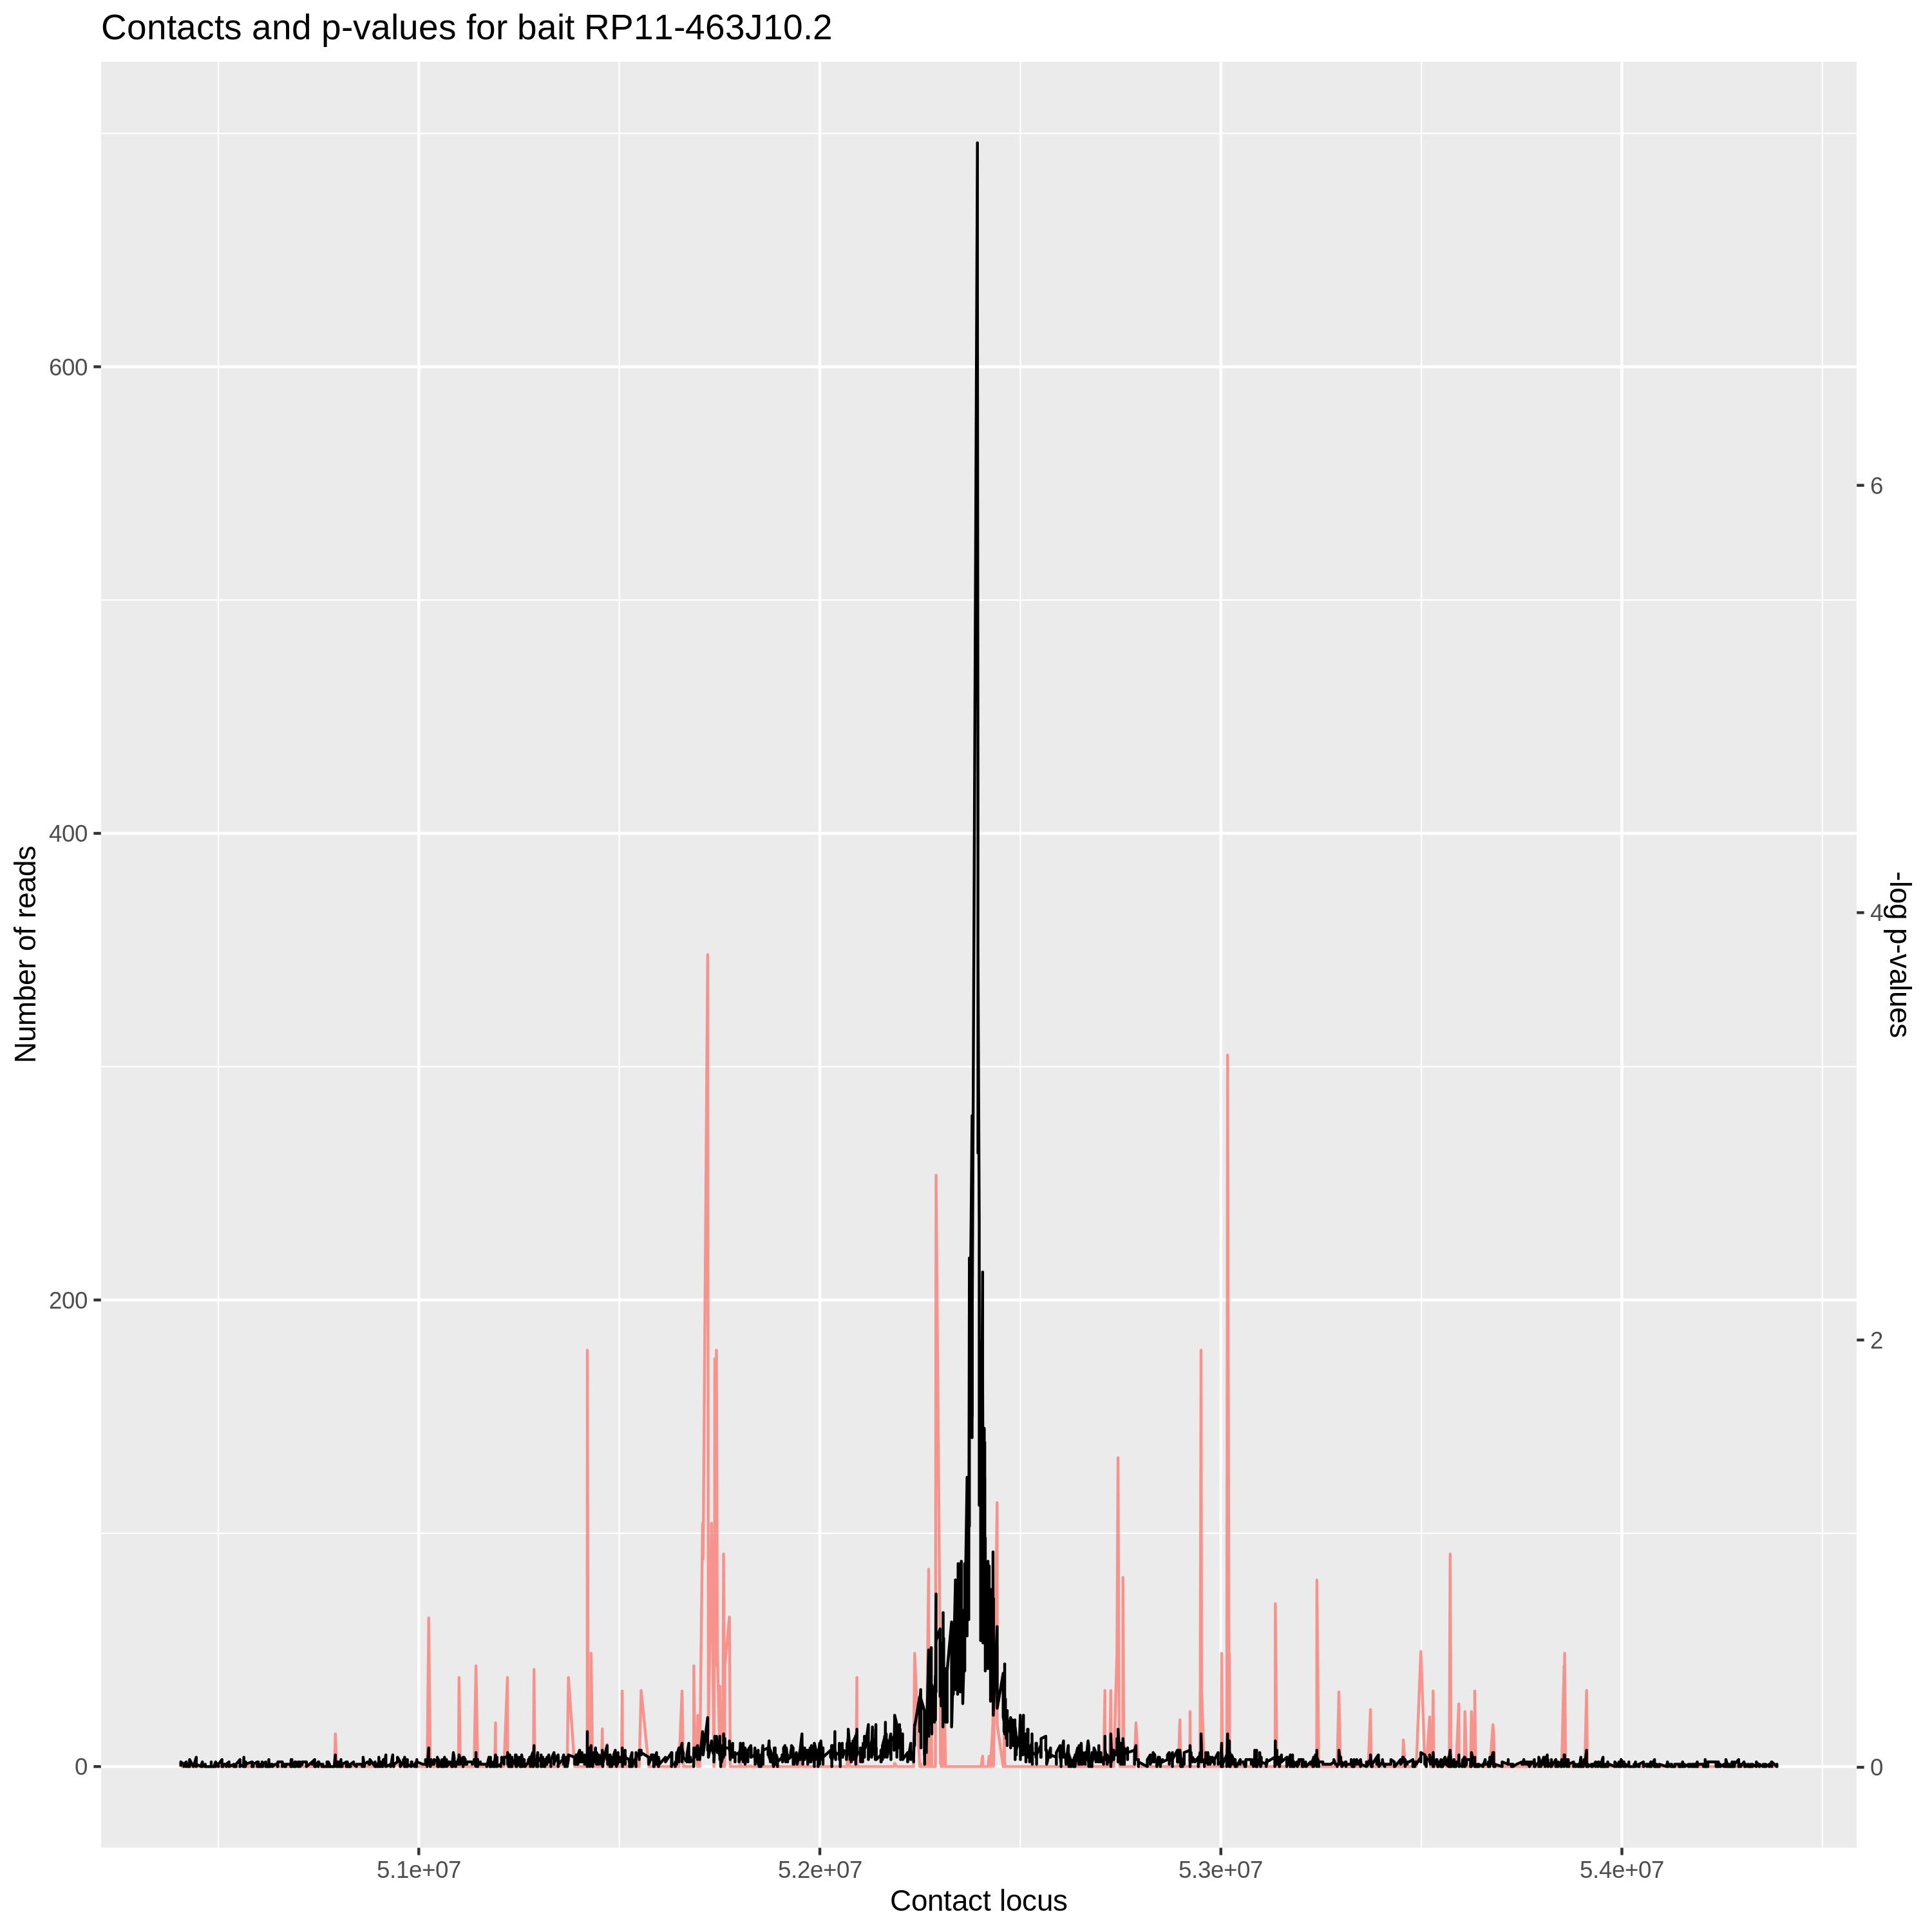 Contacts and p-values for bait RP11-463J10.2
600
400
200
0
Number of reads
6
4
2
0
-log p-values
5.1e+07 5.2e+07 5.3e+07 5.4e+07
Contact locus